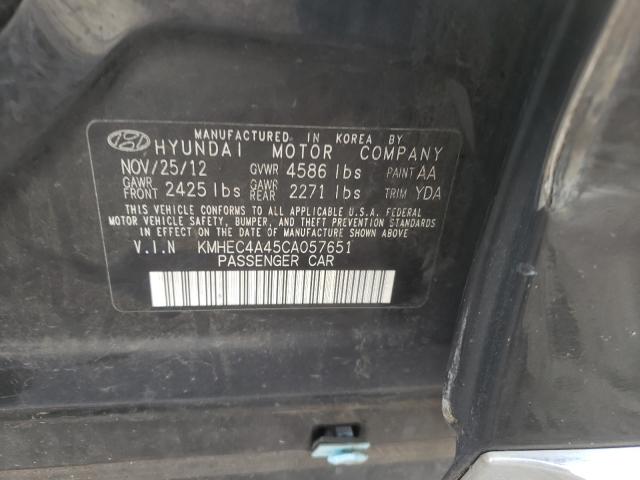 MANUFACTURED IN KOREA BY
HYUNDAI MOTOR COMPANY
NOV/25/12 GVWR 4586 lbs PAINT AA
GAWR FRONT 2425 lbs GAWR REAR 2271 lbs TRIM YDA
THIS VEHICLE CONFORMS TO ALL APPLICABLE U.S.A. FEDERAL
MOTOR VEHICLE SAFETY, BUMPER, AND THEFT PREVENTION STANDARDS
IN EFFECT ON THE DATE OF MANUFACTURE SHOWN ABOVE
V.I.N KMHEC4A45CA057651
PASSENGER CAR